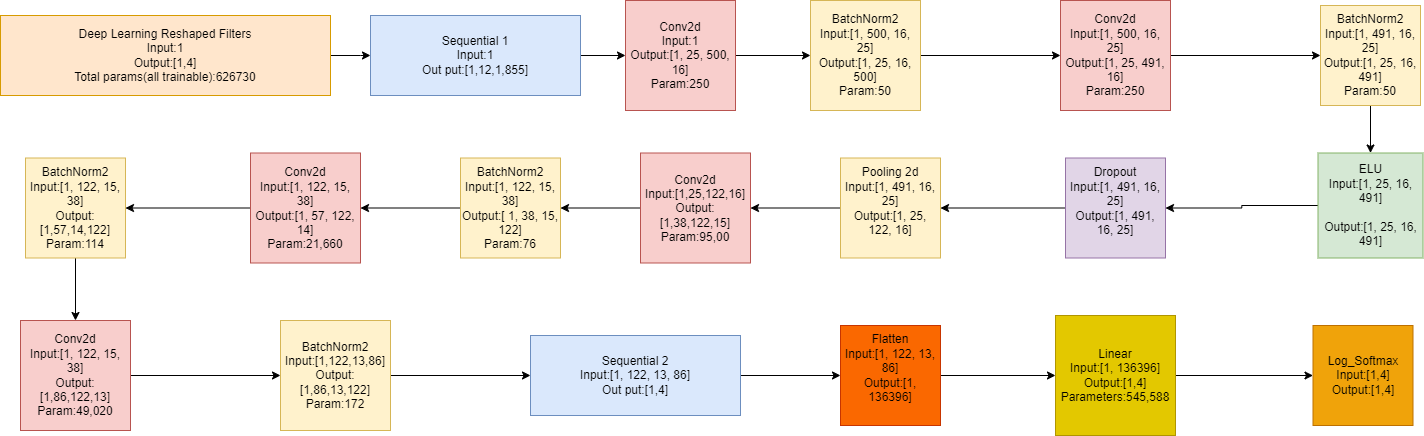 Deep Learning Reshaped Filters
Input:1
Output:[1,4]
Total params(all trainable):626730
Sequential 1
Input:1
Out put:[1,12,1,855]
Conv2d
Input:1
Output:[1, 25, 500,
16]
Param:250
BatchNorm2
Input:[1, 500, 16,
25]
Output:[1, 25, 16,
500]
Param:50
Conv2d
Input:[1, 500, 16,
25]
Output:[1, 25, 491,
16]
Param:250
BatchNorm2
Input:[1, 491, 16,
25]
Output:[1, 25, 16,
491]
Param:50
BatchNorm2
Input:[1, 122, 15,
38]
Output:
[1,57,14,122]
Param:114
Conv2d
Input:[1, 122, 15,
38]
Output:[1, 57, 122,
14]
Param:21,660
BatchNorm2
Input:[1, 122, 15,
38]
Output:[ 1, 38, 15,
122]
Param:76
Conv2d
Input:[1,25,122,16]
Output:
[1,38,122,15]
Param:95,00
Pooling 2d
Input:[1, 491, 16,
25]
Output:[1, 25,
122, 16]
Dropout
Input:[1, 491, 16,
25]
Output:[1, 491,
16, 25]
ELU
Input:[1, 25, 16,
491]
Output:[1, 25, 16,
491]
Conv2d
Input:[1, 122, 15,
38]
Output:
[1,86,122,13]
Param:49,020
BatchNorm2
Input:[1,122,13,86]
Output:
[1,86,13,122]
Param:172
Sequential 2
Input:[1, 122, 13, 86]
Out put:[1,4]
Flatten
Input:[1, 122, 13,
86]
Output:[1,
136396]
Linear
Input:[1, 136396]
Output:[1,4]
Parameters:545,588
Log_Softmax
Input:[1,4]
Output:[1,4]